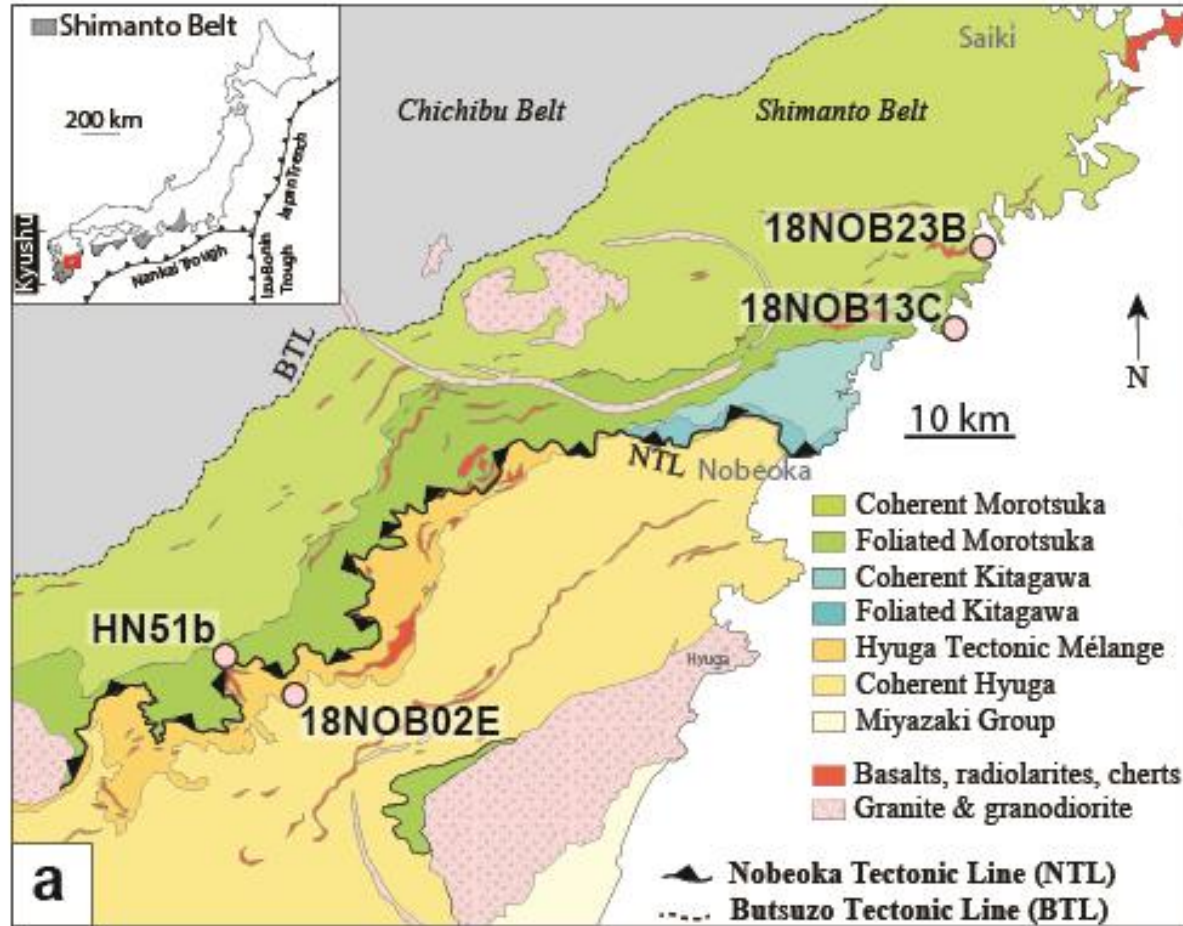 Shimanto Belt
200 km
Kyushu
Nankai Trough
Izu-Bonin
Trough
Japan Trench
Chichibu Belt
Shimanto Belt
Saiki
18NOB23B
18NOB13C
BTL
N
10 km
NTL
Nobeoka
HN51b
18NOB02E
Hyuga
Coherent Morotsuka
Foliated Morotsuka
Coherent Kitagawa
Foliated Kitagawa
Hyuga Tectonic Mélange
Coherent Hyuga
Miyazaki Group
Basalts, radiolarites, cherts
Granite & granodiorite
a
Nobeoka Tectonic Line (NTL)
Butsuzo Tectonic Line (BTL)